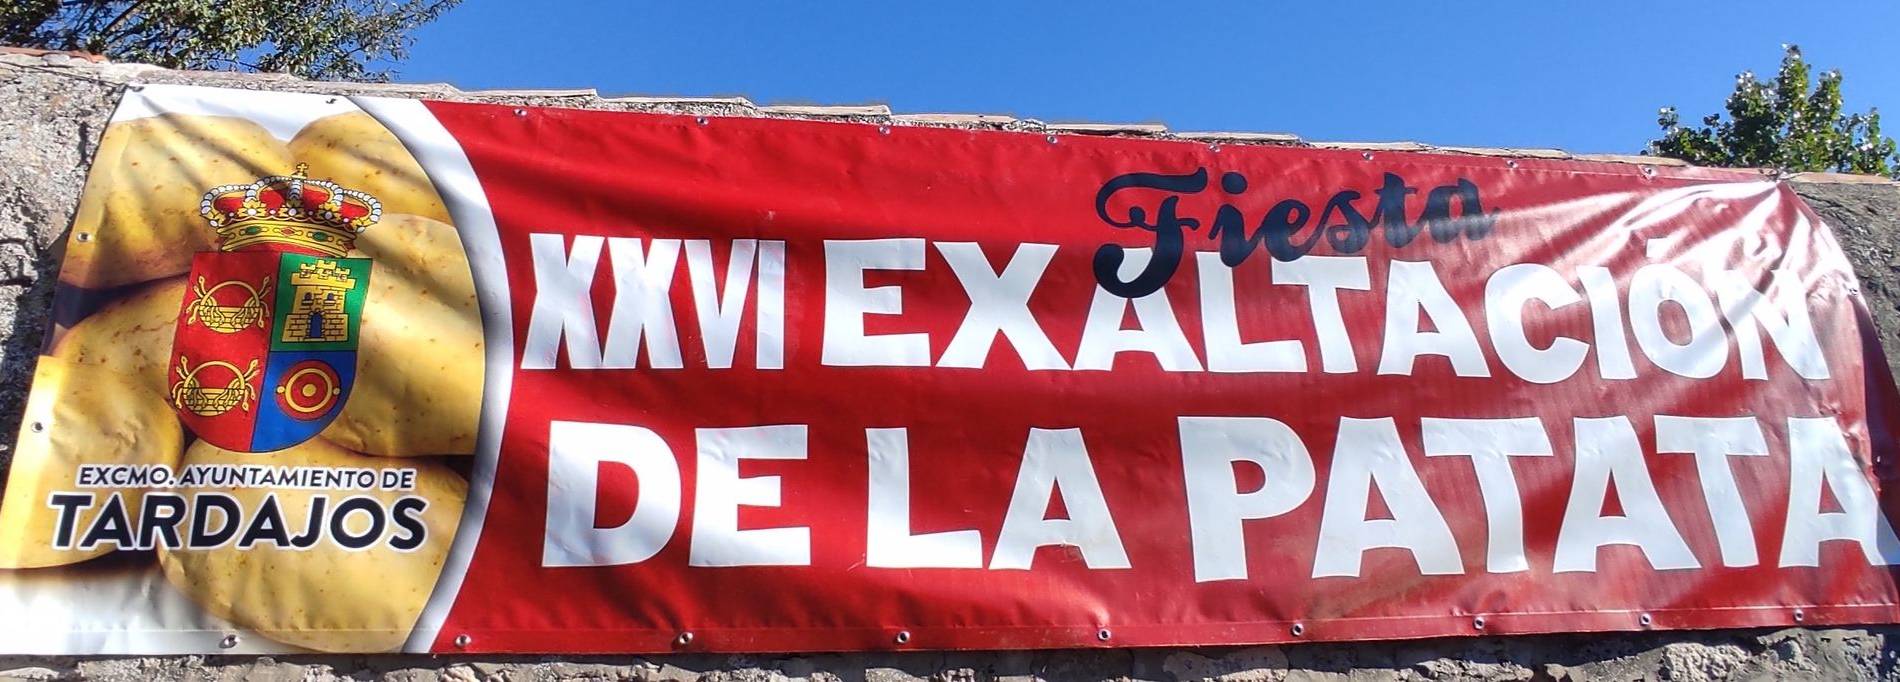 EXCMO. AYUNTAMIENTO DE
TARDAJOS
Fiesta
XXVI EXALTACIÓN
DE LA PATATA